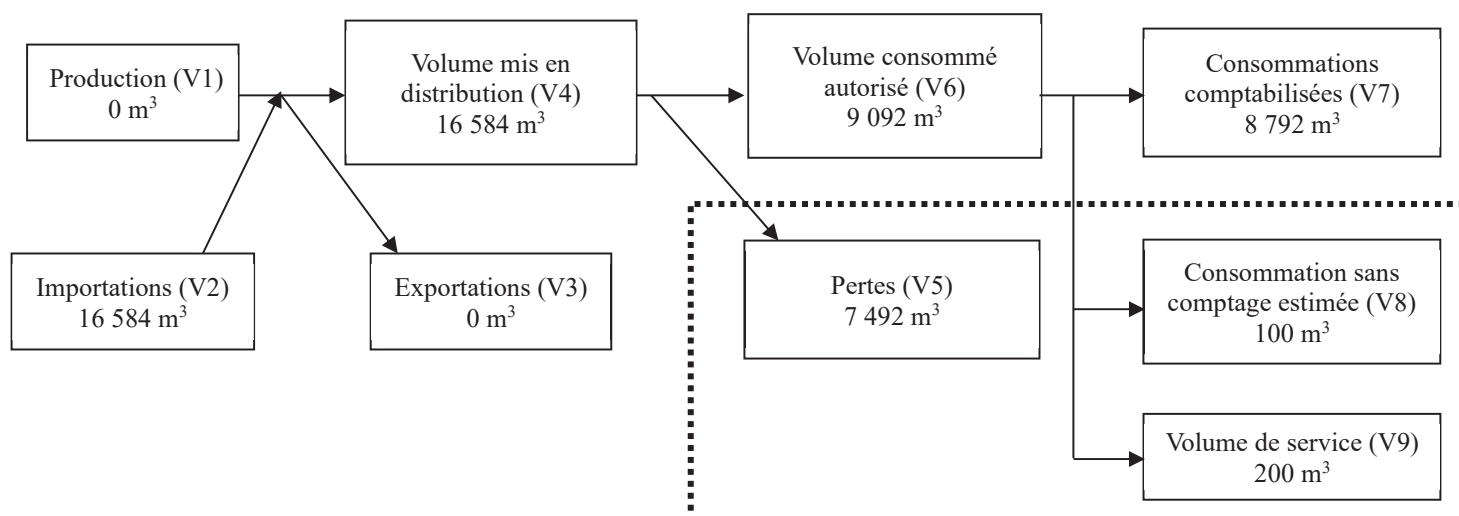 Production (V1)
0 m³
Volume mis en
distribution (V4)
16 584 m³
Volume consommé
autorisé (V6)
9 092 m³
Consommations
comptabilisées (V7)
8 792 m³
Importations (V2)
16 584 m³
Exportations (V3)
0 m³
Pertes (V5)
7 492 m³
Consommation sans
comptage estimée (V8)
100 m³
Volume de service (V9)
200 m³